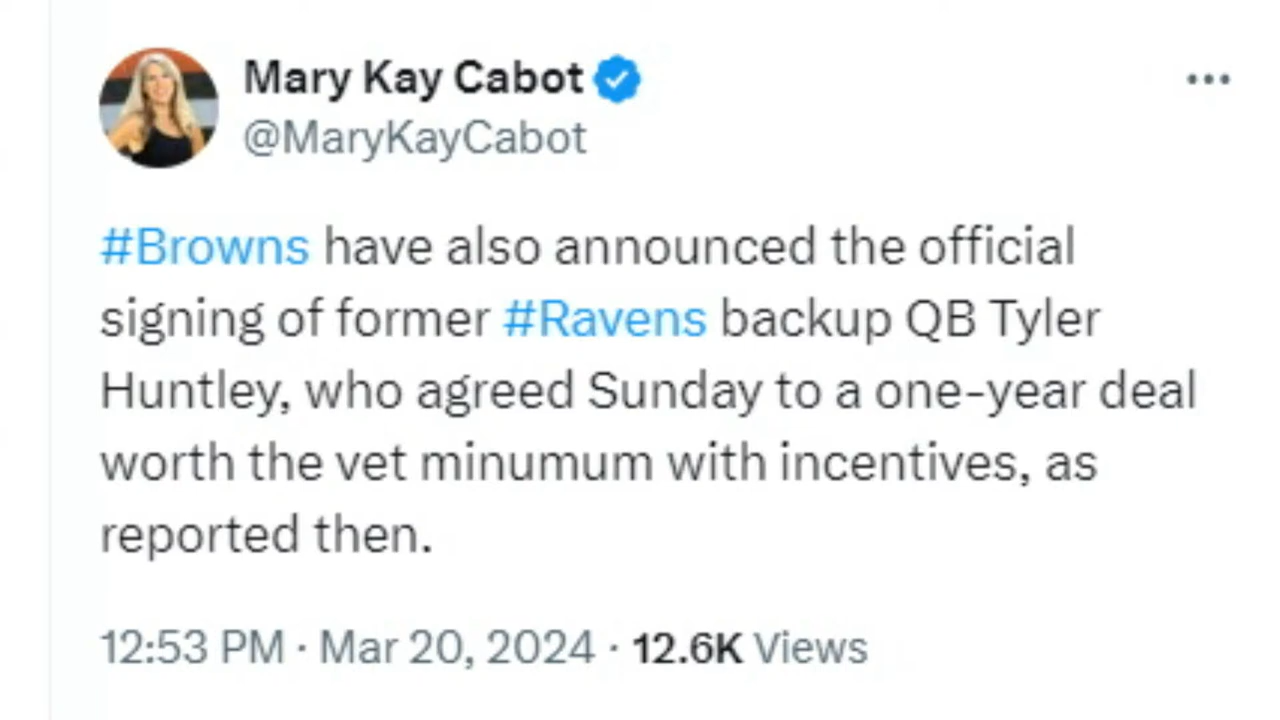 Mary Kay Cabot
@MaryKayCabot
#Browns have also announced the official
signing of former #Ravens backup QB Tyler
Huntley, who agreed Sunday to a one-year deal
worth the vet minumum with incentives, as
reported then.
12:53 PM · Mar 20, 2024 · 12.6K Views